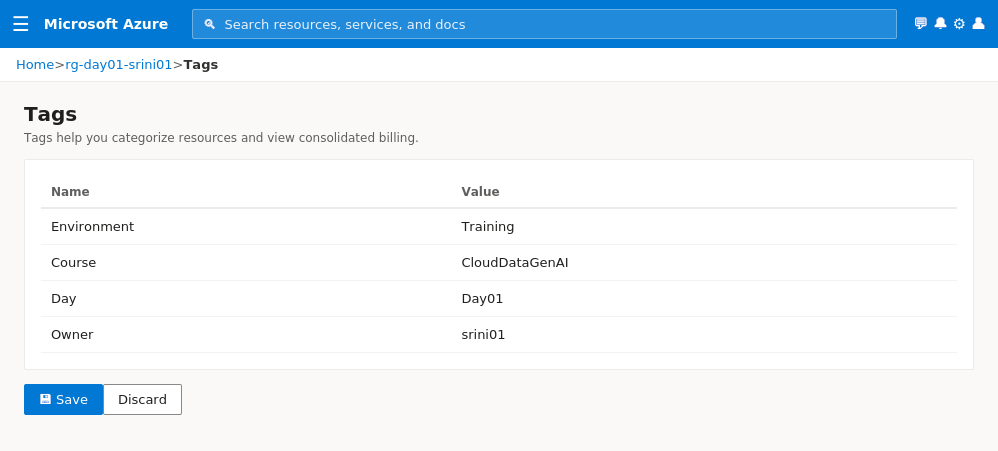 Microsoft Azure
Search resources, services, and docs
Home>rg-day01-srini01>Tags
Tags
Tags help you categorize resources and view consolidated billing.
Name Value
Environment Training
Course CloudDataGenAI
Day Day01
Owner srini01
Save Discard